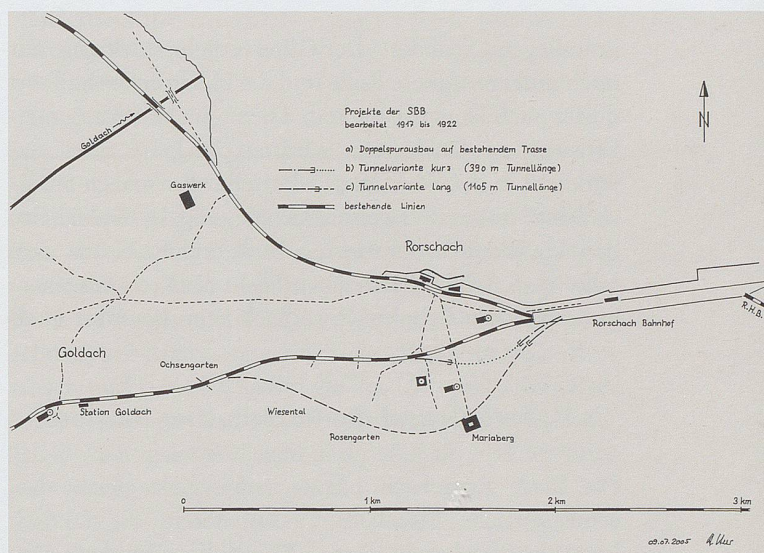 Projekte der SBB
bearbeitet 1917 bis 1922
a) Doppelspurausbau auf bestehendem Trasse
b) Tunnelvariante kurz (390 m Tunnellänge)
c) Tunnelvariante lang (1105 m Tunnellänge)
bestehende Linien
N
Goldach
Gaswerk
Rorschach
Rorschach Bahnhof
R.H.B.
Goldach
Ochsengarten
Station Goldach
Wiesental
Rosengarten
Mariaberg
0
1 km
2 km
3 km
09.07.2005